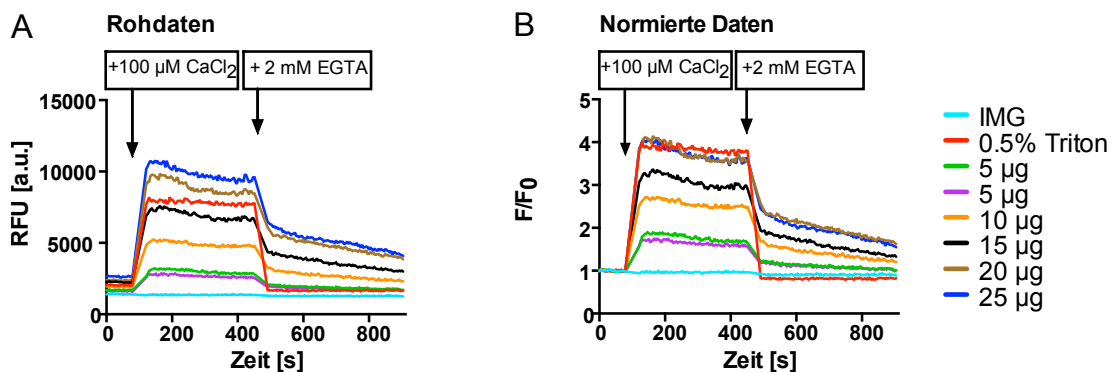 A
Rohdaten
+100 µM CaCl2
+ 2 mM EGTA
15000
10000
5000
0
RFU [a.u.]
0
200
400
600
800
Zeit [s]
B
Normierte Daten
+100 µM CaCl2
+2 mM EGTA
5
4
3
2
1
0
F/F0
0
200
400
600
800
Zeit [s]
IMG
0.5% Triton
5 µg
5 µg
10 µg
15 µg
20 µg
25 µg